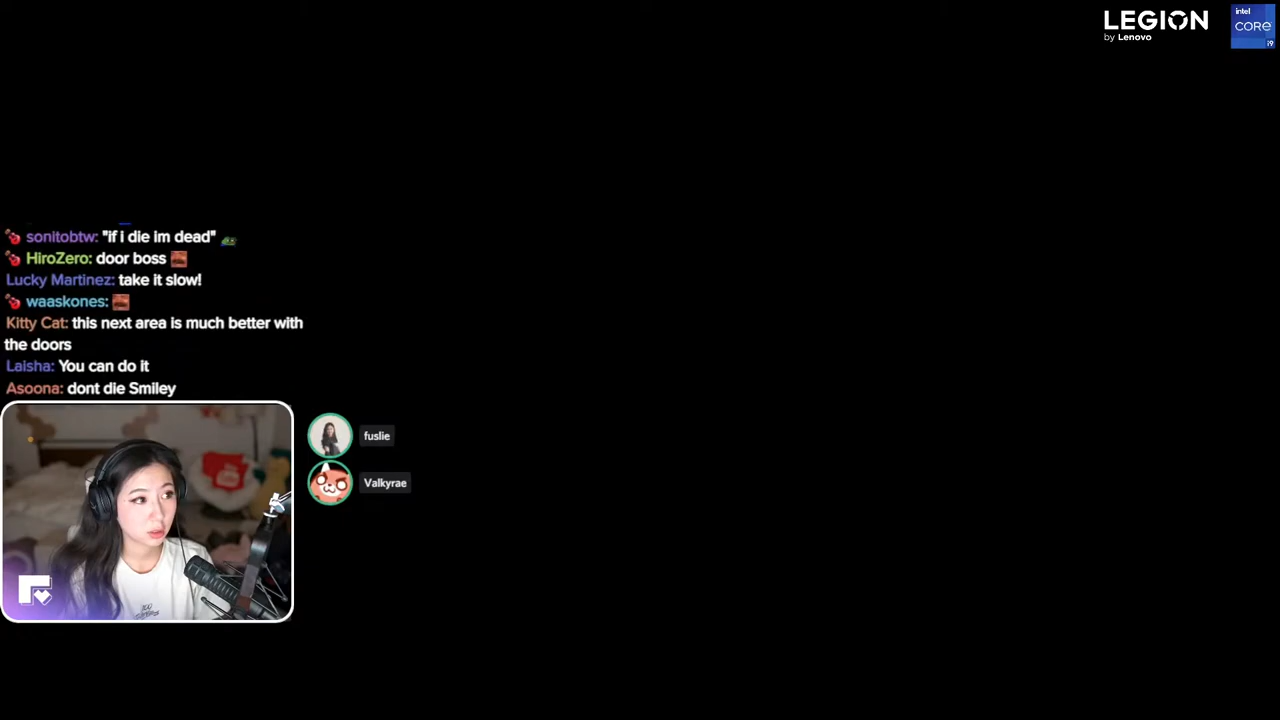 LEGION
by Lenovo
intel
CORE
i9
sonitobtw: "if i die im dead"
HiroZero: door boss
Lucky Martinez: take it slow!
waaskones:
Kitty Cat: this next area is much better with
the doors
Laisha: You can do it
Asoona: dont die Smiley
fuslie
Valkyrae